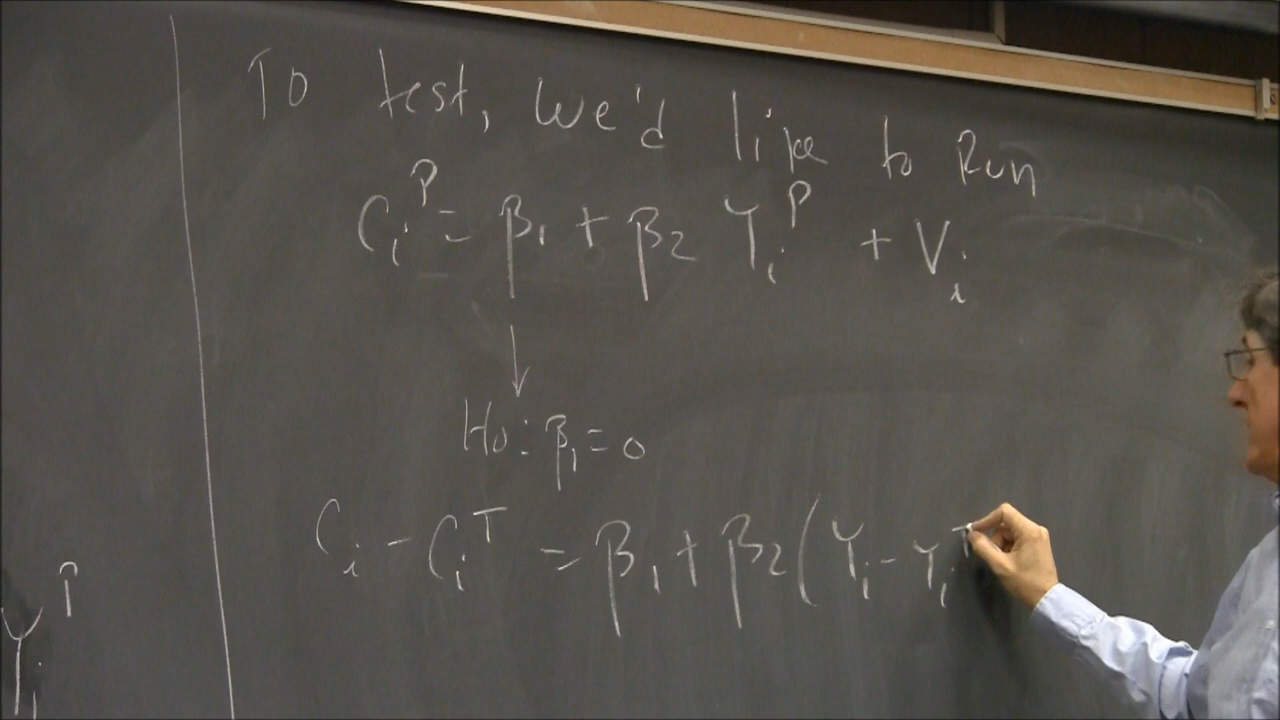 To test, we'd like to Run
Cᵢᴾ = β₁ + β₂ Yᵢᴾ + Vᵢ
↓
H₀: β₁ = 0
Cᵢ - Cᵢᵀ = β₁ + β₂(Yᵢ - Yᵢᵀ
Yᵢ